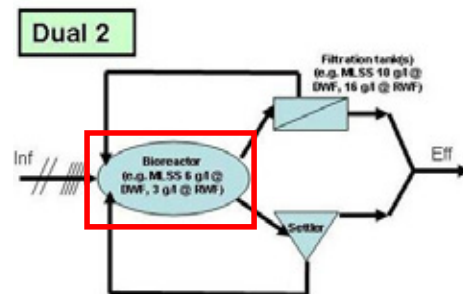 Dual 2
Filtration tank(s)
(e.g. MLSS 10 g/l @
DWF, 16 g/l @ RWF)
Inf
Bioreactor
(e.g. MLSS 6 g/l @
DWF, 3 g/l @ RWF)
Eff
Settler